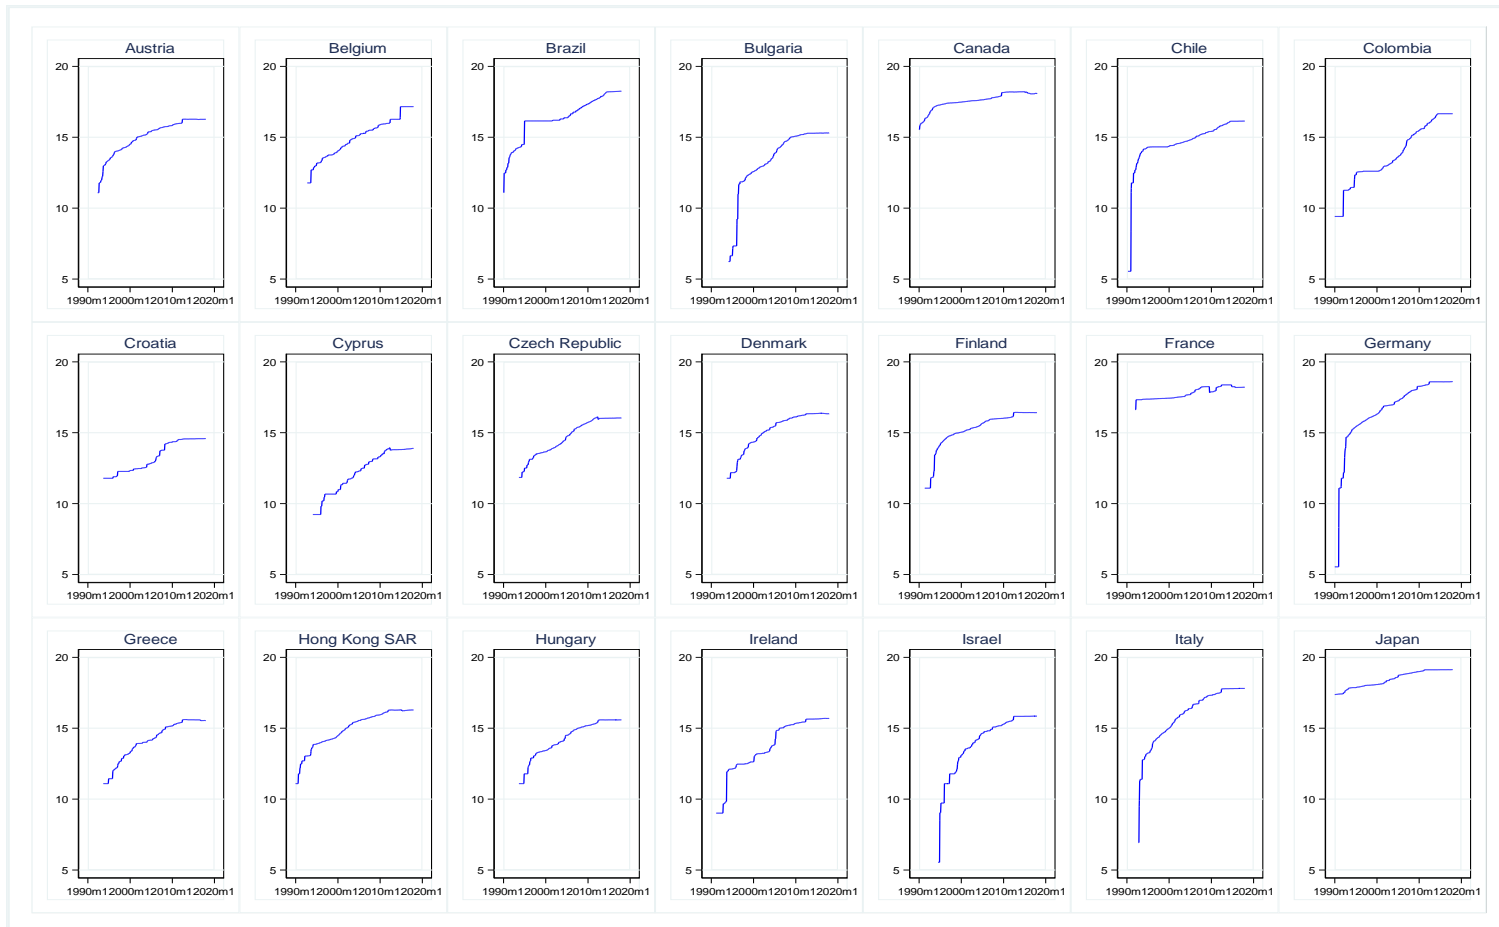 Austria
20
15
10
5
1990m12000m12010m12020m1
Belgium
20
15
10
5
1990m12000m12010m12020m1
Brazil
20
15
10
5
1990m12000m12010m12020m1
Bulgaria
20
15
10
5
1990m12000m12010m12020m1
Canada
20
15
10
5
1990m12000m12010m12020m1
Chile
20
15
10
5
1990m12000m12010m12020m1
Colombia
20
15
10
5
1990m12000m12010m12020m1
Croatia
20
15
10
5
1990m12000m12010m12020m1
Cyprus
20
15
10
5
1990m12000m12010m12020m1
Czech Republic
20
15
10
5
1990m12000m12010m12020m1
Denmark
20
15
10
5
1990m12000m12010m12020m1
Finland
20
15
10
5
1990m12000m12010m12020m1
France
20
15
10
5
1990m12000m12010m12020m1
Germany
20
15
10
5
1990m12000m12010m12020m1
Greece
20
15
10
5
1990m12000m12010m12020m1
Hong Kong SAR
20
15
10
5
1990m12000m12010m12020m1
Hungary
20
15
10
5
1990m12000m12010m12020m1
Ireland
20
15
10
5
1990m12000m12010m12020m1
Israel
20
15
10
5
1990m12000m12010m12020m1
Italy
20
15
10
5
1990m12000m12010m12020m1
Japan
20
15
10
5
1990m12000m12010m12020m1